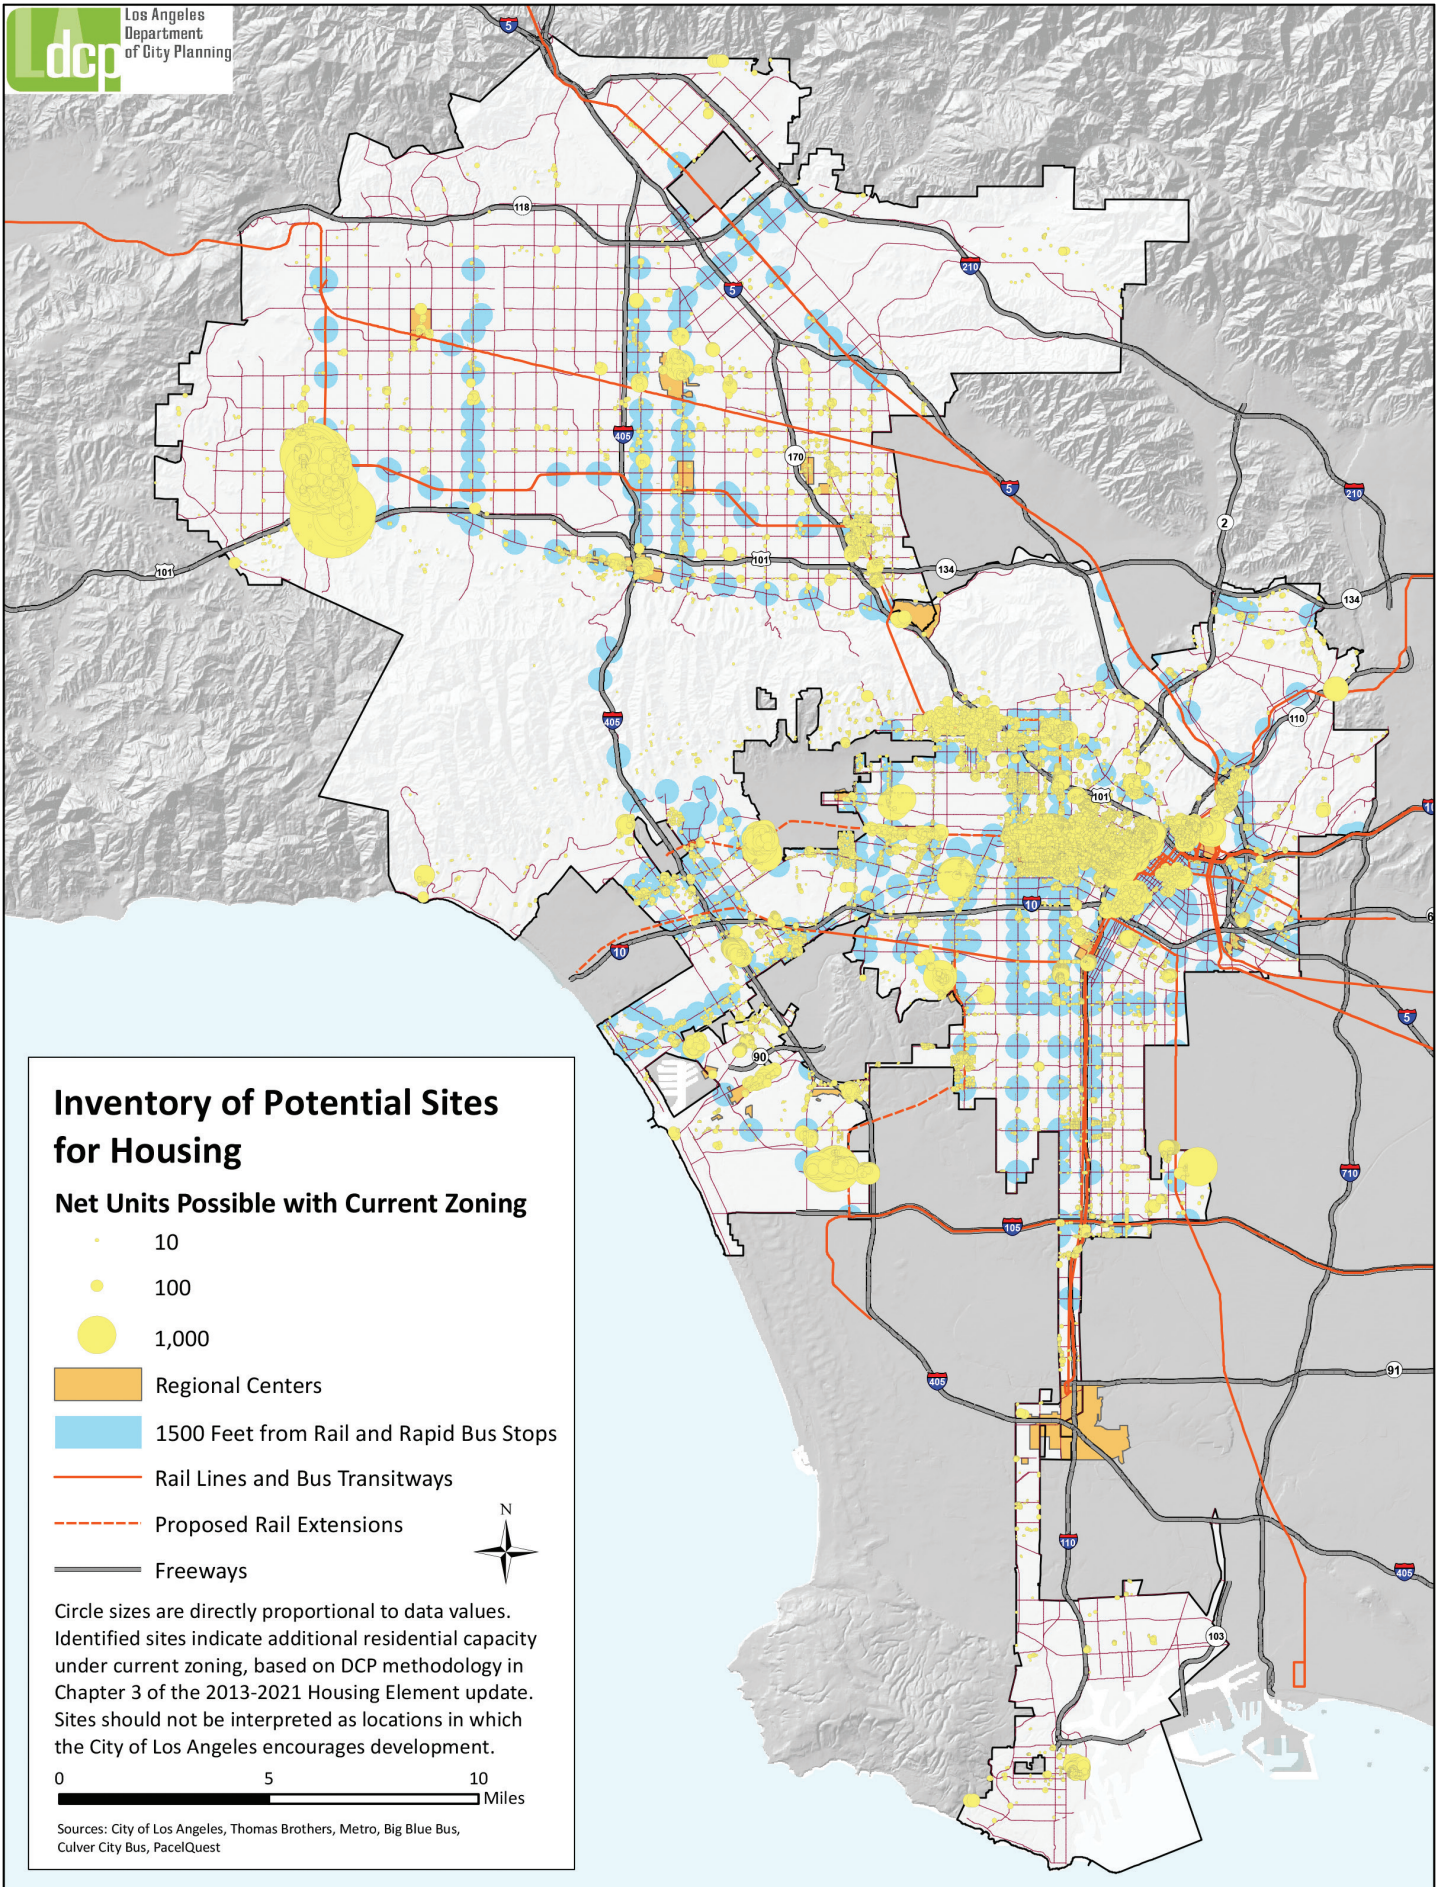 Los Angeles
Department
of City Planning
LA
dcp
5
118
210
5
405
170
5
210
2
101
101
134
134
405
110
101
10
10
10
6
5
90
710
105
405
91
110
405
103
Inventory of Potential Sites
for Housing
Net Units Possible with Current Zoning
10
100
1,000
Regional Centers
1500 Feet from Rail and Rapid Bus Stops
Rail Lines and Bus Transitways
N
Proposed Rail Extensions
Freeways
Circle sizes are directly proportional to data values.
Identified sites indicate additional residential capacity
under current zoning, based on DCP methodology in
Chapter 3 of the 2013-2021 Housing Element update.
Sites should not be interpreted as locations in which
the City of Los Angeles encourages development.
0 5 10
Miles
Sources: City of Los Angeles, Thomas Brothers, Metro, Big Blue Bus,
Culver City Bus, PacelQuest